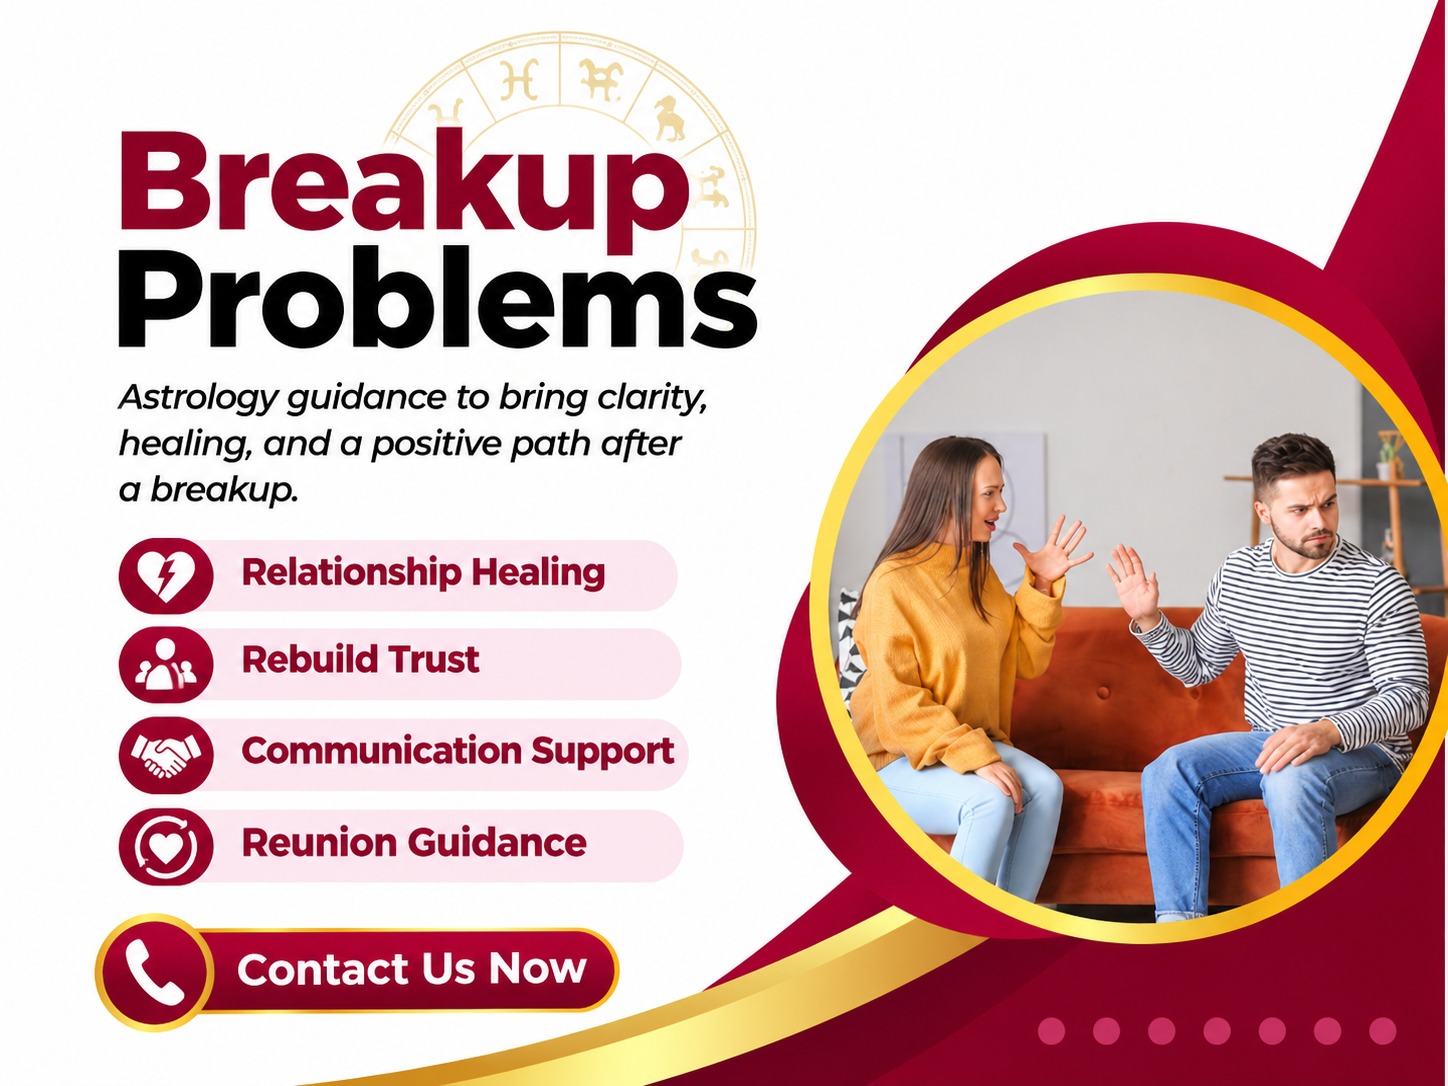 Breakup
Problems
Astrology guidance to bring clarity,
healing, and a positive path after
a breakup.
Relationship Healing
Rebuild Trust
Communication Support
Reunion Guidance
Contact Us Now